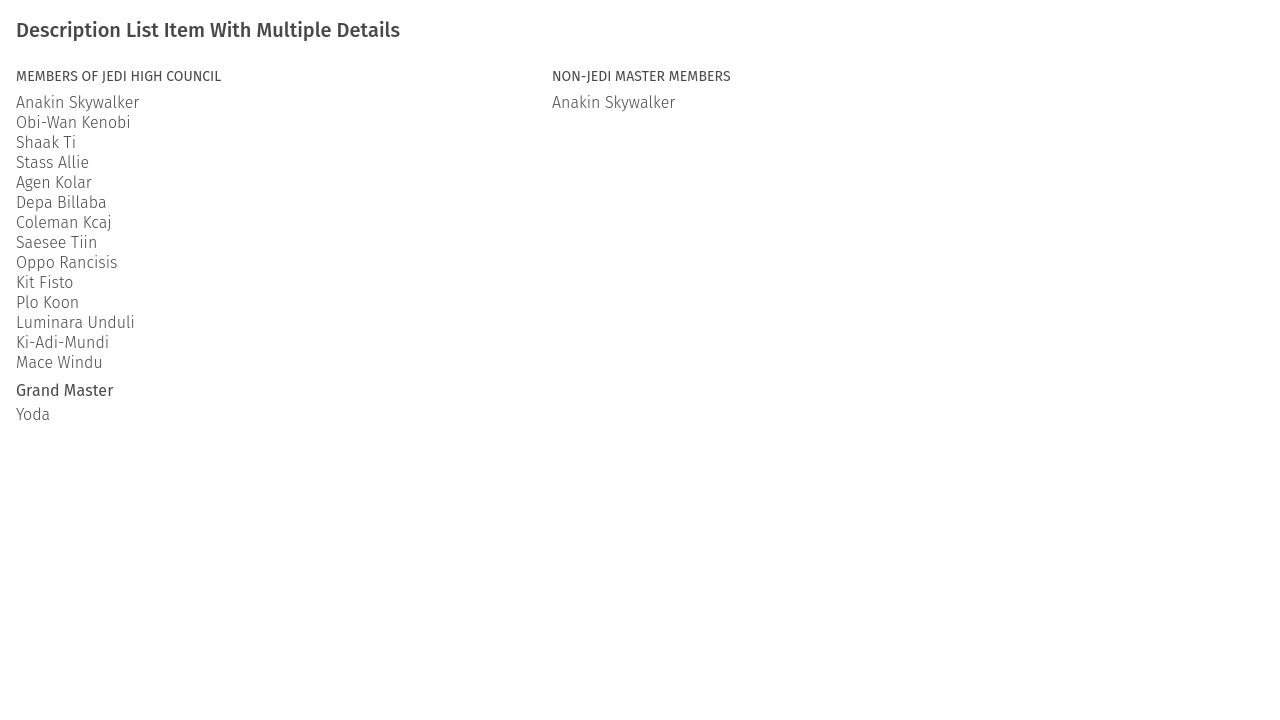 Description List Item With Multiple Details
MEMBERS OF JEDI HIGH COUNCIL
Anakin Skywalker
Obi-Wan Kenobi
Shaak Ti
Stass Allie
Agen Kolar
Depa Billaba
Coleman Kcaj
Saesee Tiin
Oppo Rancisis
Kit Fisto
Plo Koon
Luminara Unduli
Ki-Adi-Mundi
Mace Windu
Grand Master
Yoda
NON-JEDI MASTER MEMBERS
Anakin Skywalker